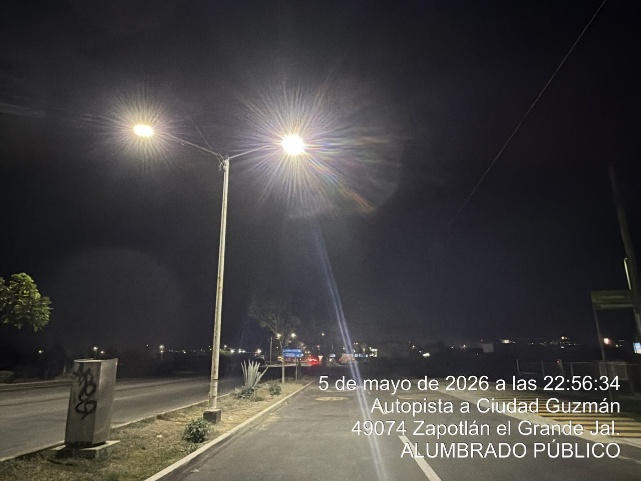 5 de mayo de 2026 a las 22:56:34
Autopista a Ciudad Guzmán
49074 Zapotlán el Grande Jal.
ALUMBRADO PÚBLICO